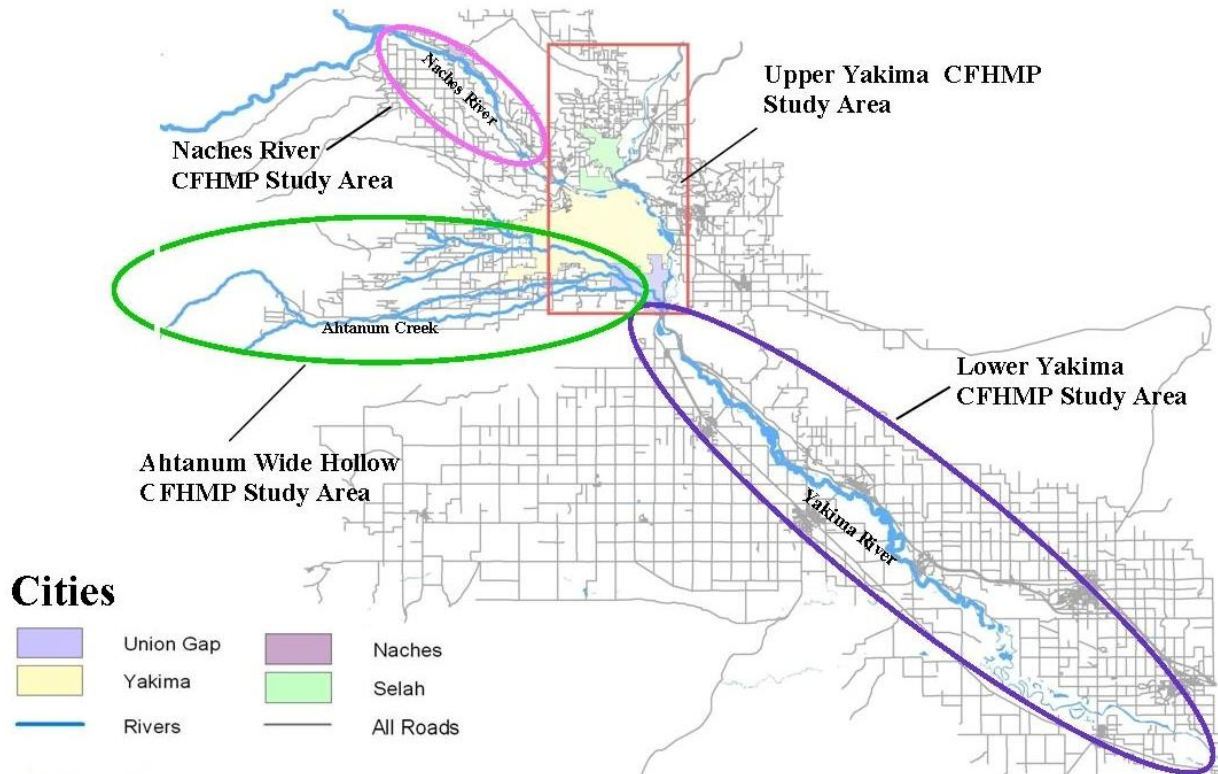 Naches River
Upper Yakima CFHMP
Study Area
Naches River
CFHMP Study Area
Ahtanum Creek
Lower Yakima
CFHMP Study Area
Ahtanum Wide Hollow
CFHMP Study Area
Yakima River
Cities
Union Gap
Naches
Yakima
Selah
Rivers
All Roads